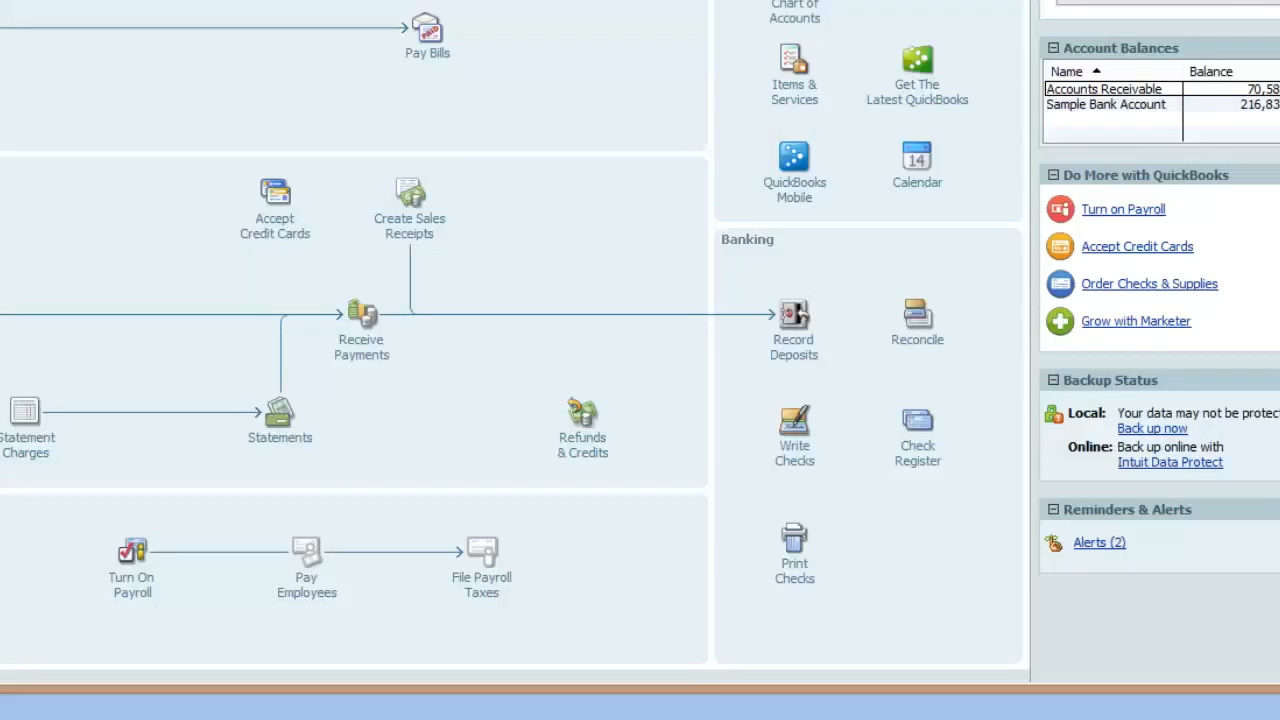 Pay Bills
Chart of
Accounts
Items &
Services
Get The
Latest QuickBooks
QuickBooks
Mobile
14
Calendar
Accept
Credit Cards
Create Sales
Receipts
Receive
Payments
Statement
Charges
Statements
Refunds
& Credits
Turn On
Payroll
Pay
Employees
File Payroll
Taxes
Banking
Record
Deposits
Reconcile
Write
Checks
Check
Register
Print
Checks
Account Balances
Name Balance
Accounts Receivable 70,58
Sample Bank Account 216,83
Do More with QuickBooks
Turn on Payroll
Accept Credit Cards
Order Checks & Supplies
Grow with Marketer
Backup Status
Local: Your data may not be protec
Back up now
Online: Back up online with
Intuit Data Protect
Reminders & Alerts
Alerts (2)